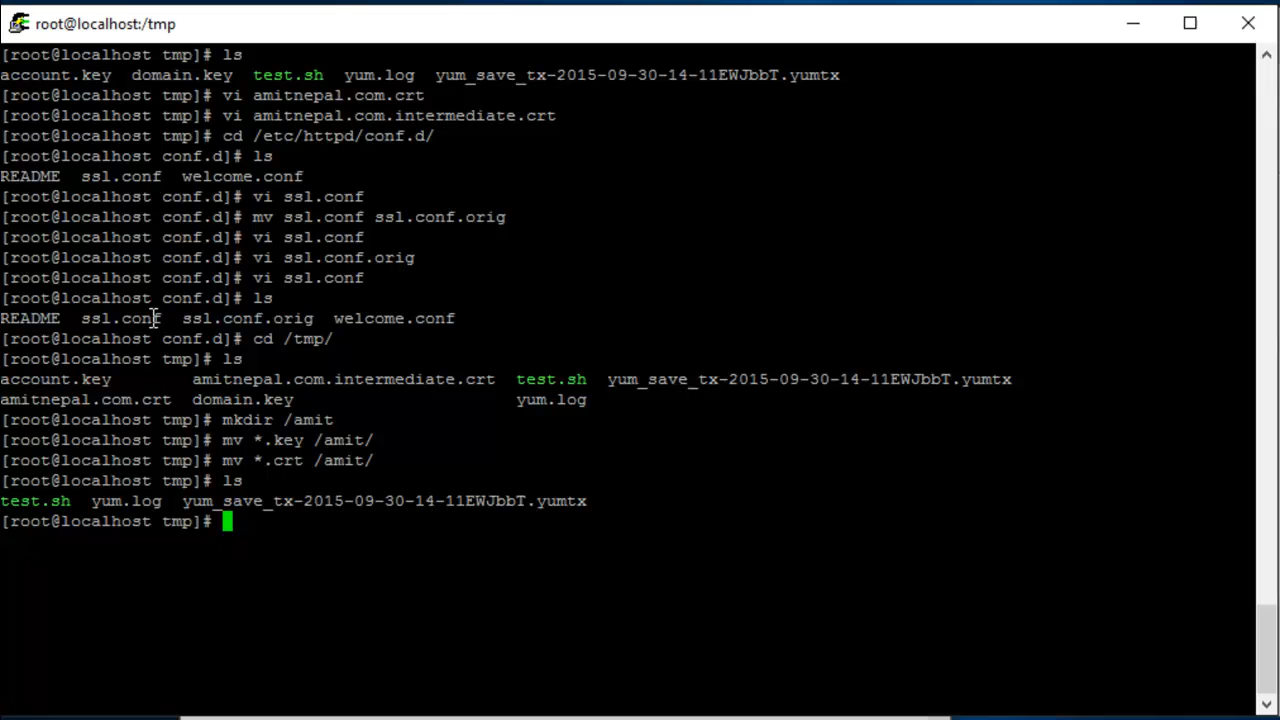 root@localhost:/tmp
[root@localhost tmp]# ls
account.key  domain.key  test.sh  yum.log  yum_save_tx-2015-09-30-14-11EWJbbT.yumtx
[root@localhost tmp]# vi amitnepal.com.crt
[root@localhost tmp]# vi amitnepal.com.intermediate.crt
[root@localhost tmp]# cd /etc/httpd/conf.d/
[root@localhost conf.d]# ls
README  ssl.conf  welcome.conf
[root@localhost conf.d]# vi ssl.conf
[root@localhost conf.d]# mv ssl.conf ssl.conf.orig
[root@localhost conf.d]# vi ssl.conf
[root@localhost conf.d]# vi ssl.conf.orig
[root@localhost conf.d]# vi ssl.conf
[root@localhost conf.d]# ls
README  ssl.conf  ssl.conf.orig  welcome.conf
[root@localhost conf.d]# cd /tmp/
[root@localhost tmp]# ls
account.key        amitnepal.com.intermediate.crt  test.sh  yum_save_tx-2015-09-30-14-11EWJbbT.yumtx
amitnepal.com.crt  domain.key                      yum.log
[root@localhost tmp]# mkdir /amit
[root@localhost tmp]# mv *.key /amit/
[root@localhost tmp]# mv *.crt /amit/
[root@localhost tmp]# ls
test.sh  yum.log  yum_save_tx-2015-09-30-14-11EWJbbT.yumtx
[root@localhost tmp]#